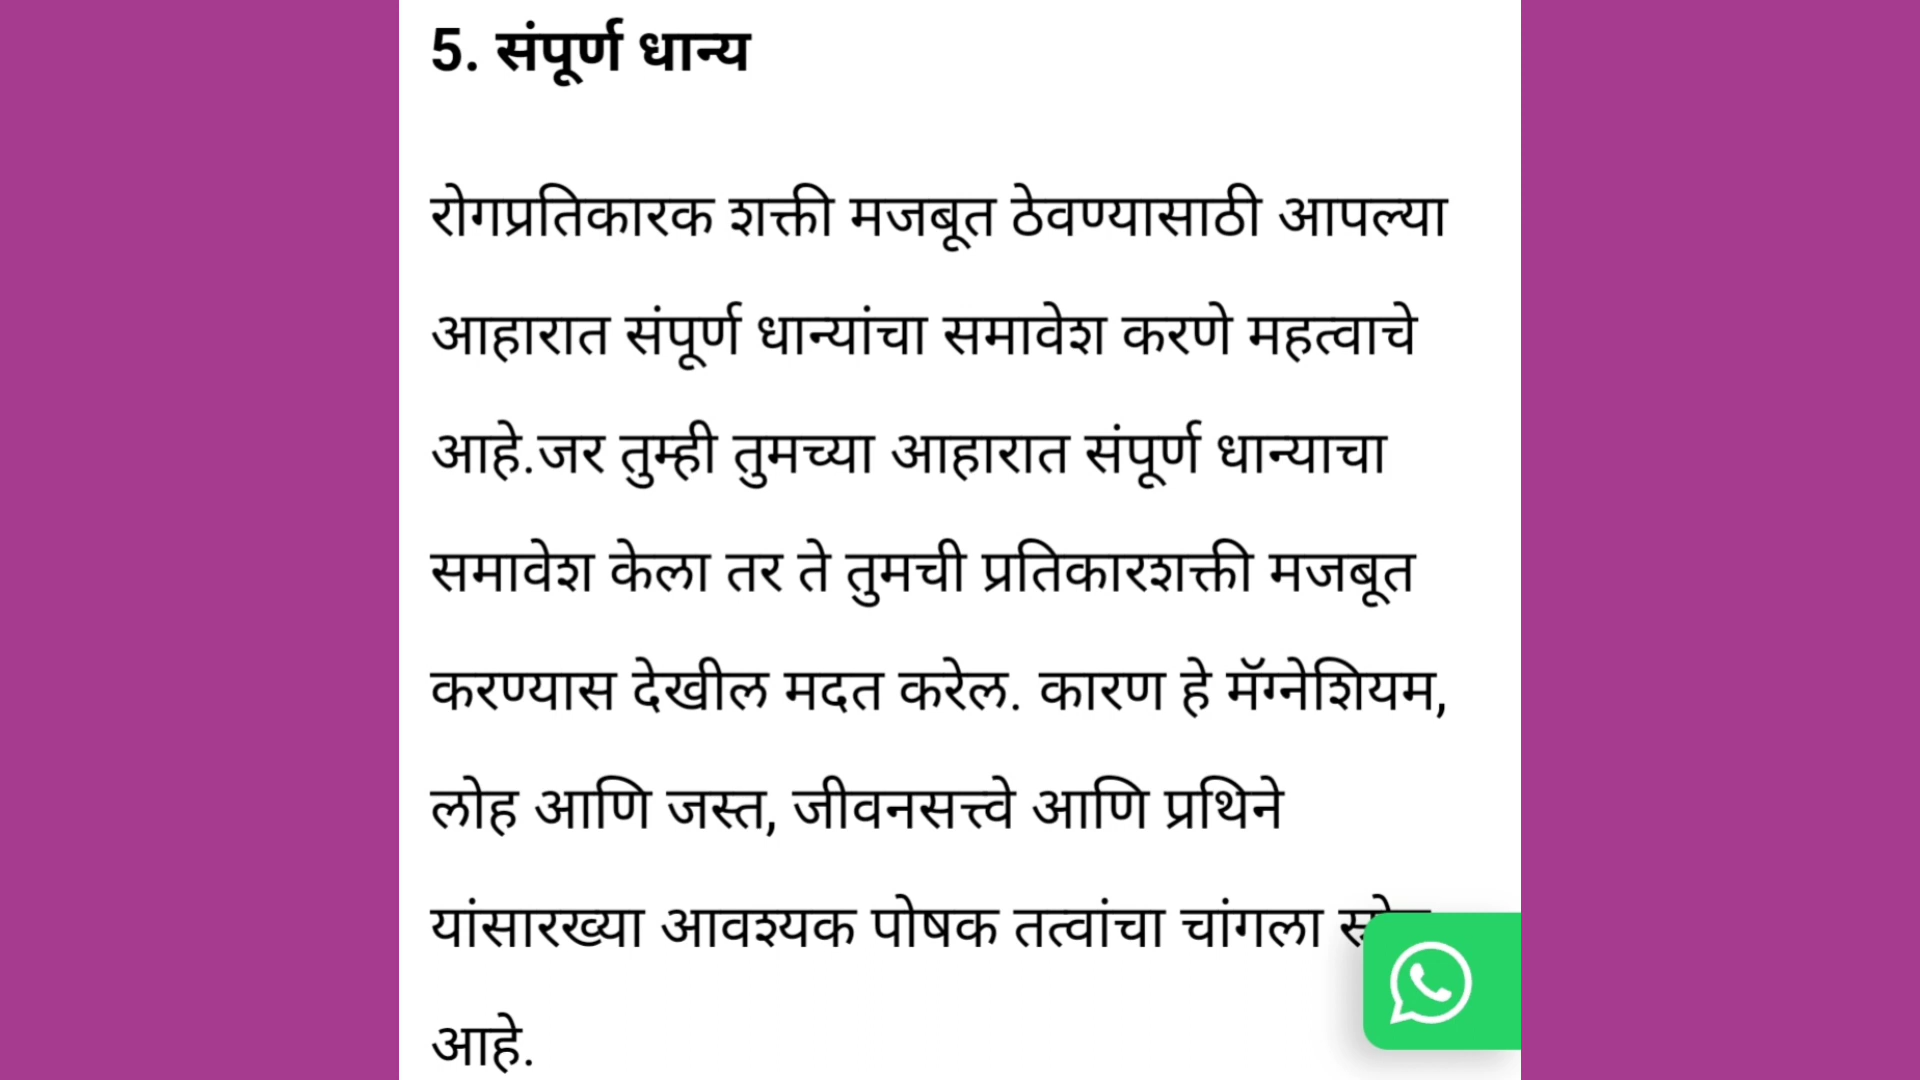 5. संपूर्ण धान्य
रोगप्रतिकारक शक्ती मजबूत ठेवण्यासाठी आपल्या
आहारात संपूर्ण धान्यांचा समावेश करणे महत्वाचे
आहे.जर तुम्ही तुमच्या आहारात संपूर्ण धान्याचा
समावेश केला तर ते तुमची प्रतिकारशक्ती मजबूत
करण्यास देखील मदत करेल. कारण हे मॅग्नेशियम,
लोह आणि जस्त, जीवनसत्त्वे आणि प्रथिने
यांसारख्या आवश्यक पोषक तत्वांचा चांगला
आहे.